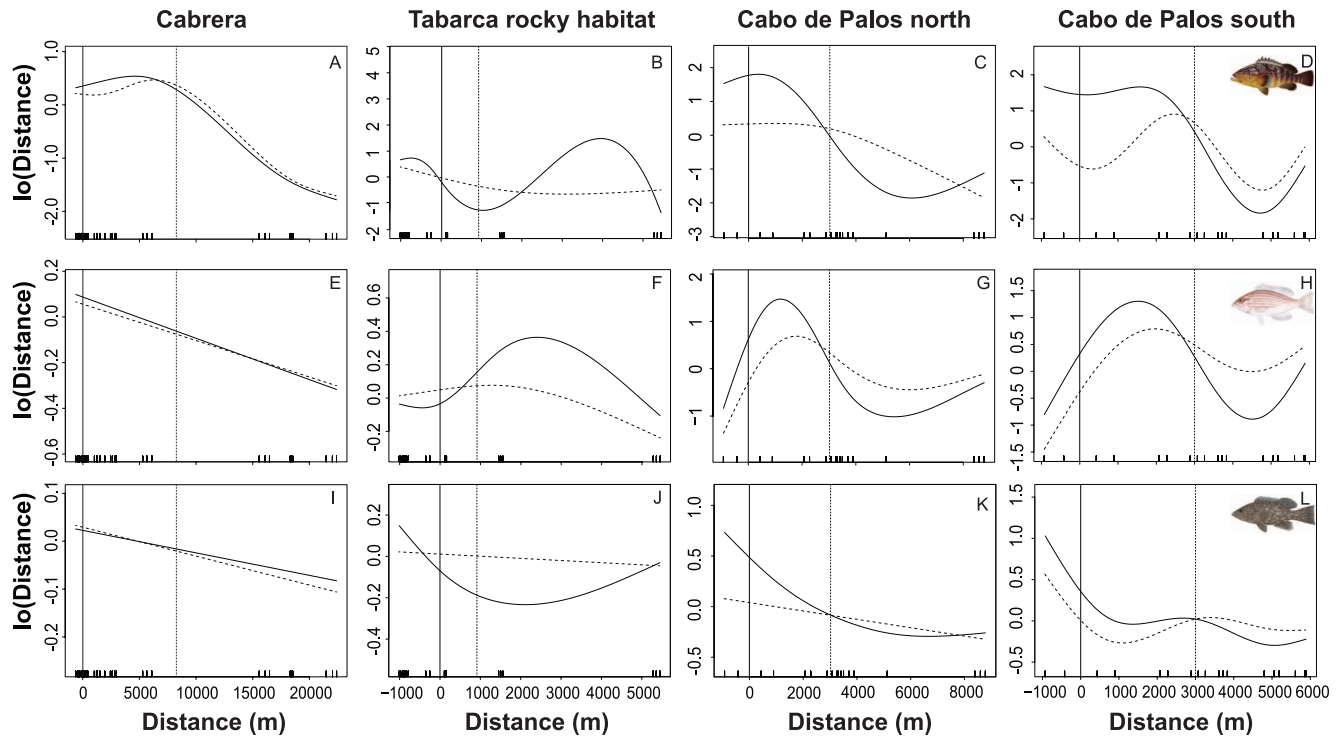 Cabrera
Tabarca rocky habitat
Cabo de Palos north
Cabo de Palos south
lo(Distance)
1.0
0.0
-1.0
-2.0
A
5
4
3
2
1
0
-1
-2
B
2
1
0
-1
-2
-3
C
2
1
0
-1
-2
D
lo(Distance)
0.2
0.0
-0.2
-0.4
-0.6
E
0.6
0.4
0.2
0.0
-0.2
F
2
1
0
-1
G
1.5
1
0.5
0
-0.5
-1
-1.5
H
lo(Distance)
0.1
0.0
-0.1
-0.2
I
0.2
0.0
-0.2
-0.4
J
1.0
0.5
0.0
-0.5
K
1.5
1.0
0.5
0.0
-0.5
L
0 5000 10000 15000 20000
-1000 0 1000 2000 3000 4000 5000
0 2000 4000 6000 8000
-1000 0 1000 2000 3000 4000 5000 6000
Distance (m)
Distance (m)
Distance (m)
Distance (m)